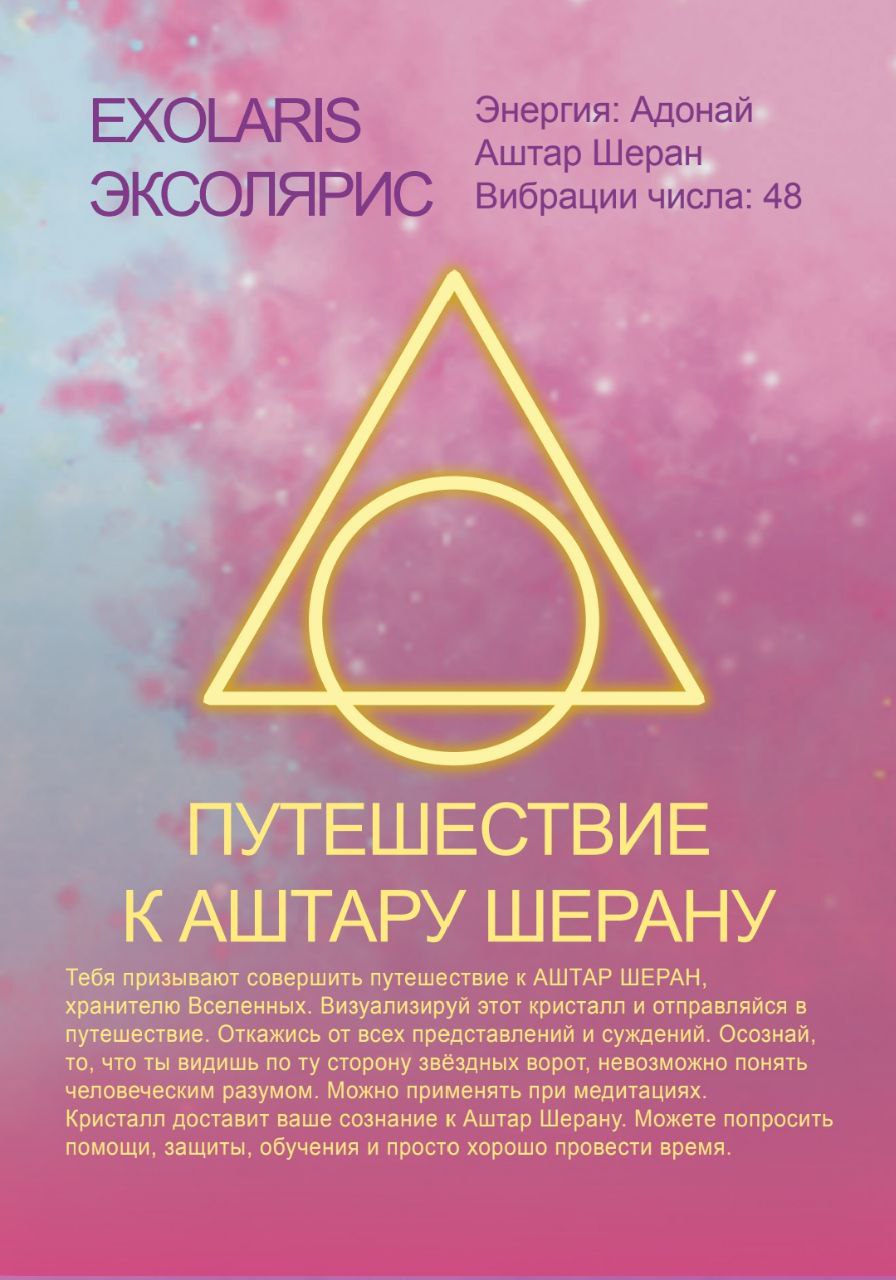 EXOLARIS
ЭКСОЛЯРИС
Энергия: Адонай
Аштар Шеран
Вибрации числа: 48
ПУТЕШЕСТВИЕ
К АШТАРУ ШЕРАНУ
Тебя призывают совершить путешествие к АШТАР ШЕРАН,
хранителю Вселенных. Визуализируй этот кристалл и отправляйся в
путешествие. Откажись от всех представлений и суждений. Осознай,
то, что ты видишь по ту сторону звёздных ворот, невозможно понять
человеческим разумом. Можно применять при медитациях.
Кристалл доставит ваше сознание к Аштар Шерану. Можете попросить
помощи, защиты, обучения и просто хорошо провести время.